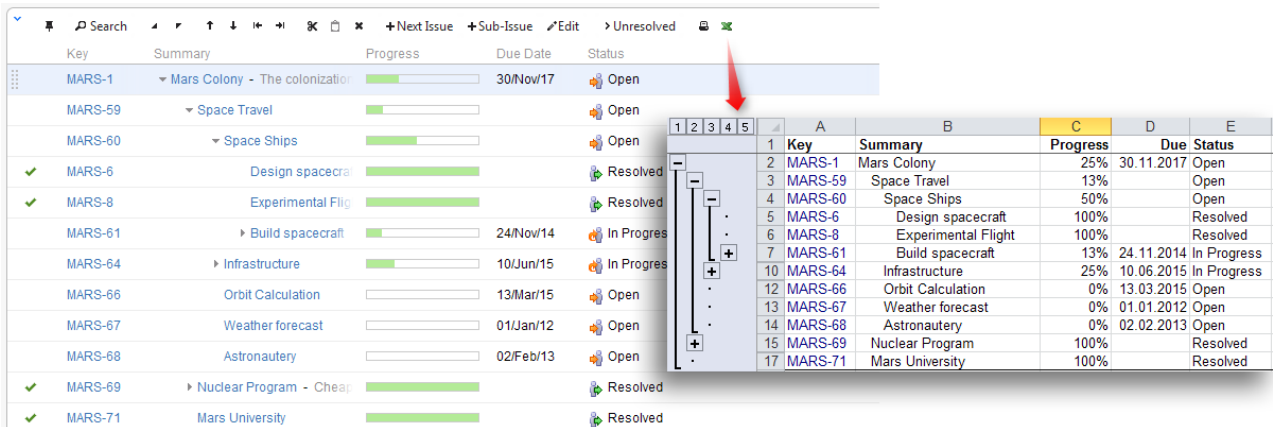 Search +Next Issue +Sub-Issue Edit >Unresolved
Key Summary Progress Due Date Status
MARS-1 Mars Colony - The colonization 30/Nov/17 Open
MARS-59 Space Travel Open
MARS-60 Space Ships Open
MARS-6 Design spacecra Resolved
MARS-8 Experimental Flig Resolved
MARS-61 Build spacecraft 24/Nov/14 In Progres
MARS-64 Infrastructure 10/Jun/15 In Progres
MARS-66 Orbit Calculation 13/Mar/15 Open
MARS-67 Weather forecast 01/Jan/12 Open
MARS-68 Astronautery 02/Feb/13 Open
MARS-69 Nuclear Program - Cheap Resolved
MARS-71 Mars University Resolved
1 2 3 4 5 A B C D E
1 Key Summary Progress Due Status
2 MARS-1 Mars Colony 25% 30.11.2017 Open
3 MARS-59 Space Travel 13% Open
4 MARS-60 Space Ships 50% Open
5 MARS-6 Design spacecraft 100% Resolved
6 MARS-8 Experimental Flight 100% Resolved
7 MARS-61 Build spacecraft 13% 24.11.2014 In Progress
10 MARS-64 Infrastructure 25% 10.06.2015 In Progress
12 MARS-66 Orbit Calculation 0% 13.03.2015 Open
13 MARS-67 Weather forecast 0% 01.01.2012 Open
14 MARS-68 Astronautery 0% 02.02.2013 Open
15 MARS-69 Nuclear Program 100% Resolved
17 MARS-71 Mars University 100% Resolved